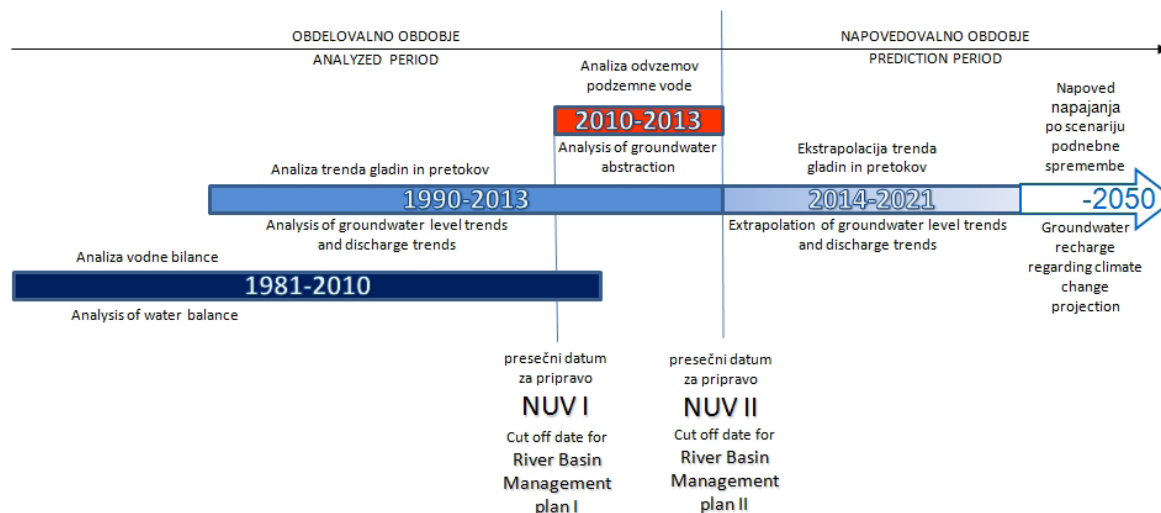 OBDELOVALNO OBDOBJE
ANALYZED PERIOD
NAPOVEDOVALNO OBDOBJE
PREDICTION PERIOD
Analiza odvzemov
podzemne vode
2010-2013
Analysis of groundwater
abstraction
Napoved
napajanja
po scenariju
podnebne
spremembe
-2050
Groundwater
recharge
regarding climate
change
projection
Analiza trenda gladin in pretokov
1990-2013
Analysis of groundwater level trends
and discharge trends
Ekstrapolacija trenda
gladin in pretokov
2014-2021
Extrapolation of groundwater level trends
and discharge trends
Analiza vodne bilance
1981-2010
Analysis of water balance
presečni datum
za pripravo
NUV I
Cut off date for
River Basin
Management
plan I
presečni datum
za pripravo
NUV II
Cut off date for
River Basin
Management
plan II